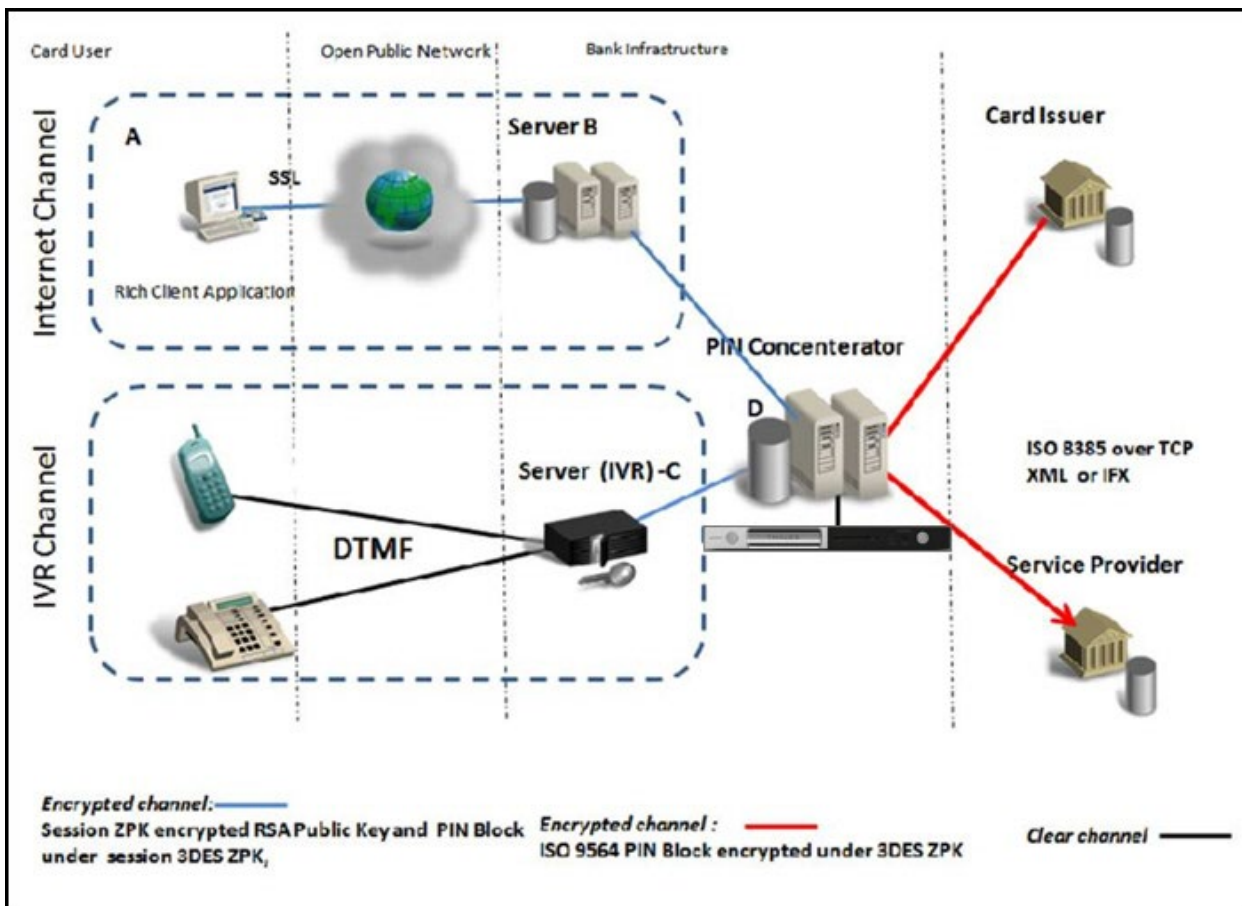 Card User
Open Public Network
Bank Infrastructure
Internet Channel
A
SSL
Server B
Rich Client Application
Card Issuer
PIN Concenterator
D
ISO 8385 over TCP
XML or IFX
IVR Channel
DTMF
Server (IVR) -C
Service Provider
Encrypted channel:
Session ZPK encrypted RSA Public Key and PIN Block
under session 3DES ZPKi
Encrypted channel :
ISO 9564 PIN Block encrypted under 3DES ZPK
Clear channel